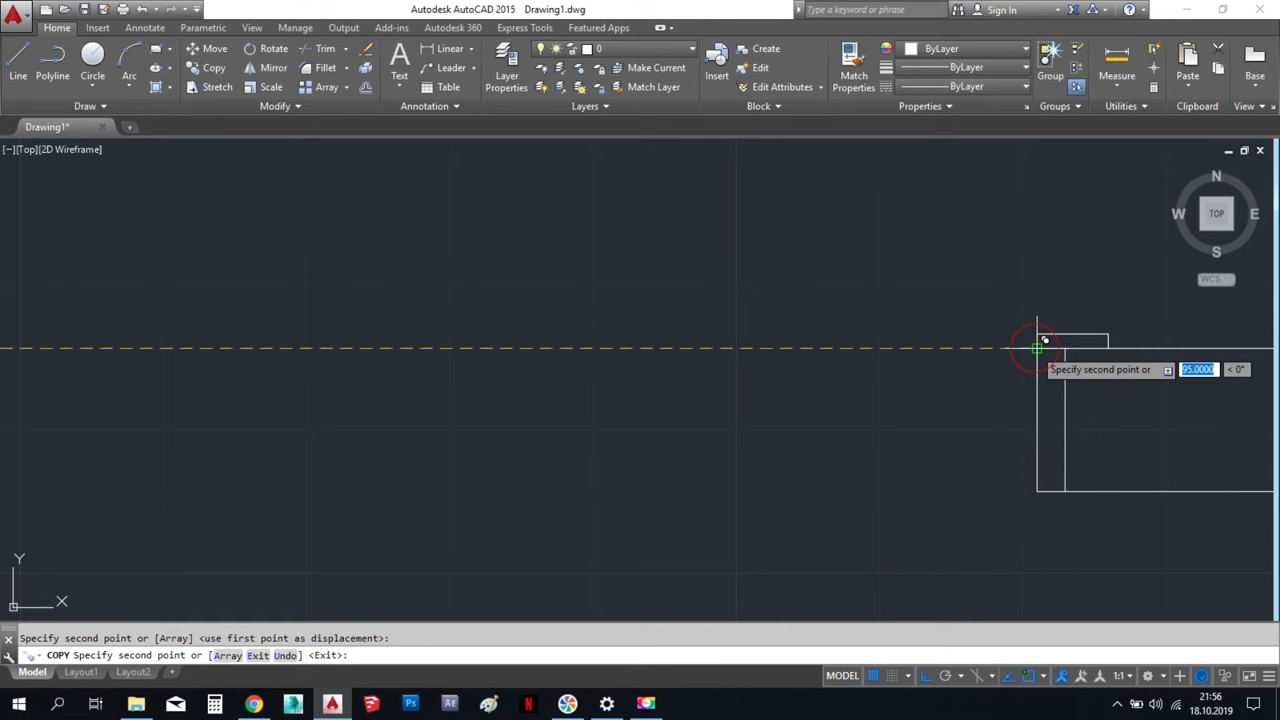 Autodesk AutoCAD 2015 Drawing1.dwg
Type a keyword or phrase
Sign In
Home Insert Annotate Parametric View Manage Output Add-ins Autodesk 360 Express Tools Featured Apps
Line Polyline Circle Arc
Move Rotate Trim
Copy Mirror Fillet
Stretch Scale Array
Text
Linear
Leader
Table
Layer Properties
0
Make Current
Match Layer
Insert
Create
Edit
Edit Attributes
Match Properties
ByLayer
ByLayer
ByLayer
Group
Measure
Paste
Base
Draw Modify Annotation Layers Block Properties Groups Utilities Clipboard View
Drawing1*
[−][Top][2D Wireframe]
N
W TOP E
S
WCS
Specify second point or 95.0000 < 0°
Y
X
Specify second point or [Array] <use first point as displacement>:
COPY Specify second point or [Array Exit Undo] <Exit>:
Model Layout1 Layout2 +
MODEL 1:1
21:56
18.10.2019